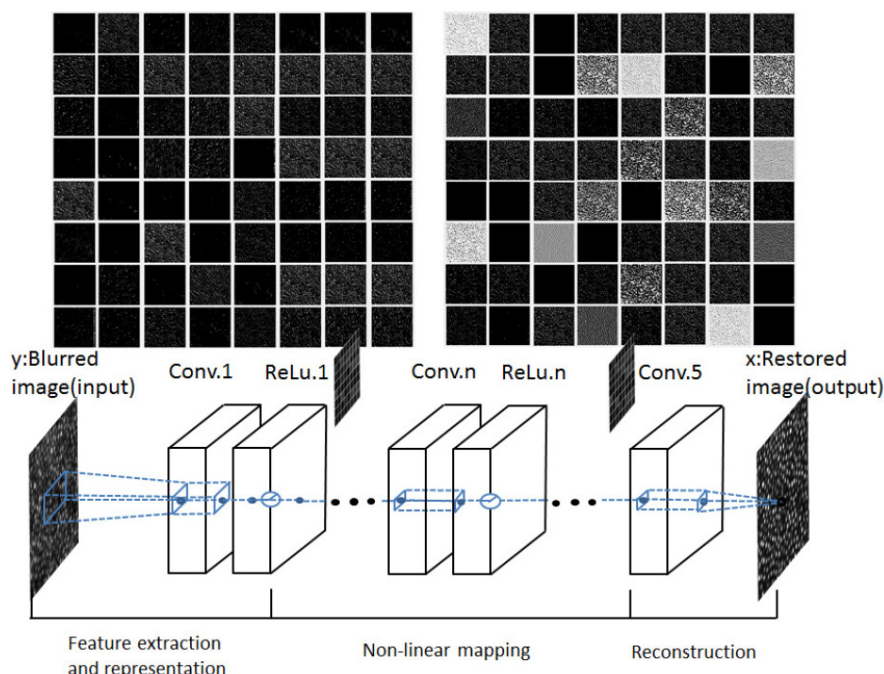 y:Blurred
image(input)
Conv.1
ReLu.1
Conv.n
ReLu.n
Conv.5
x:Restored
image(output)
Feature extraction
and representation
Non-linear mapping
Reconstruction